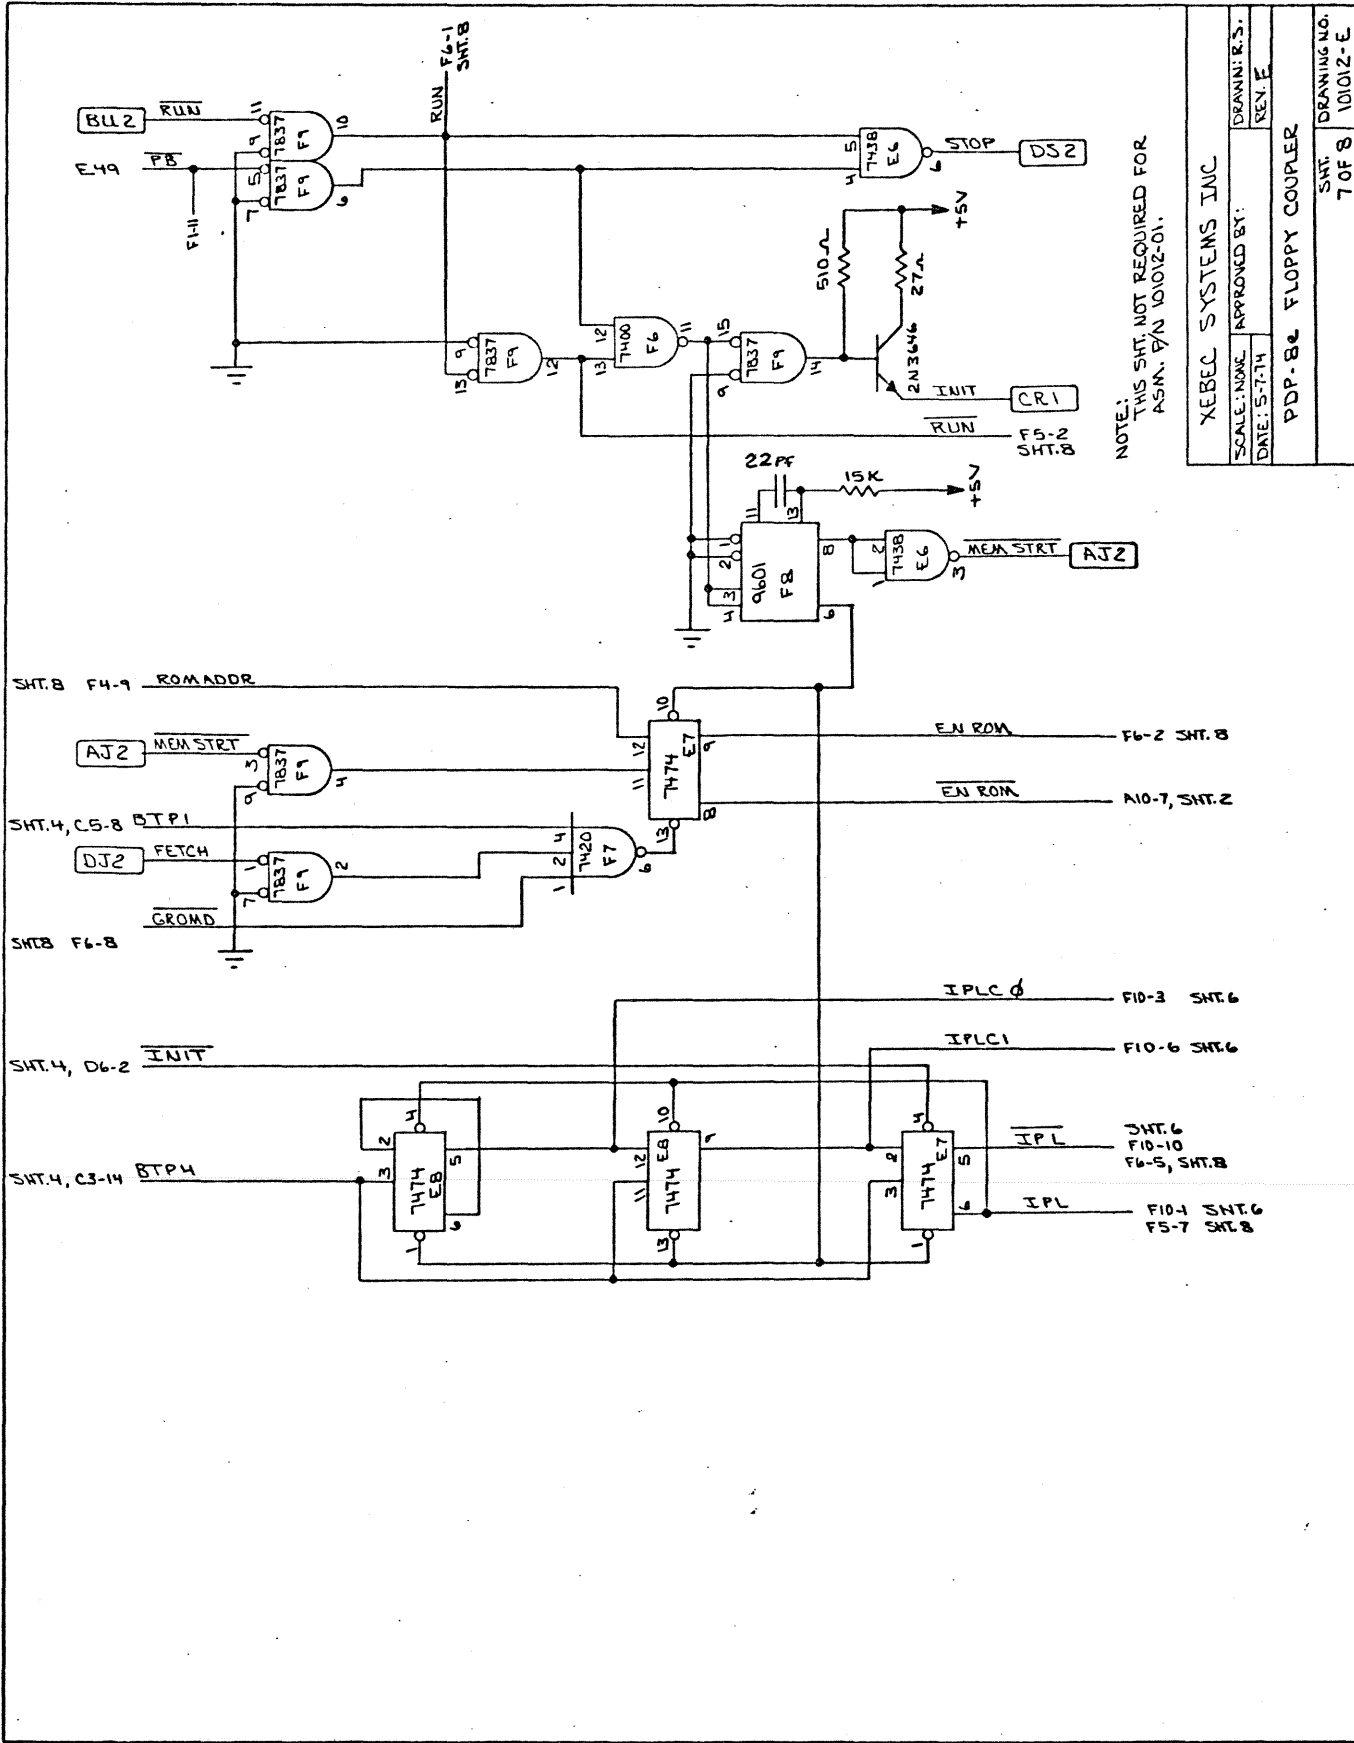 F6-1
SHT.8
RUN
BU2 RUN 11
9 7837 F9 10
E49 PB 5
7 7837 F9 6
F1-11
5 4 7438 E6 6 STOP DS2
510Ω 27Ω +5V
9 13 7837 F9 12
12 13 7400 F6 11
15 9 7837 F9 14
2N3646
INIT CR1
RUN F5-2
SHT.8
NOTE:
THIS SHT. NOT REQUIRED FOR
ASM. P/N 101012-01.
22PF 15K +5V
11 13
1 2 3 4 9601 F8 8 6
2 1 7438 E6 3 MEM STRT AJ2
SHT.8 F4-9 ROMADDR
10 12 11 7474 E7 9 8 13
EN ROM F6-2 SHT.8
AJ2 MEM STRT 3 9 7837 F9 4
EN ROM A10-7, SHT.2
SHT.4, C5-8 BTP1
DJ2 FETCH 1 7 7837 F9 2
4 2 1 7420 F7 6
GROMD
SHT.8 F6-8
IPLC Ø F10-3 SHT.6
IPLC1 F10-6 SHT.6
SHT.4, D6-2 INIT
4 2 3 7474 E8 5 6 1
10 12 11 E8 7474 9 13
4 2 3 7474 E7 5 6 1
IPL SHT.6
F10-10
F6-5, SHT.8
SHT.4, C3-14 BTP4
IPL F10-1 SHT.6
F5-7 SHT.8
XEBEC SYSTEMS INC
SCALE: NONE APPROVED BY: DRAWN: R.S.
DATE: 5-7-74 REV. E
PDP-8e FLOPPY COUPLER
SHT. DRAWING NO.
7 OF 8 101012-E